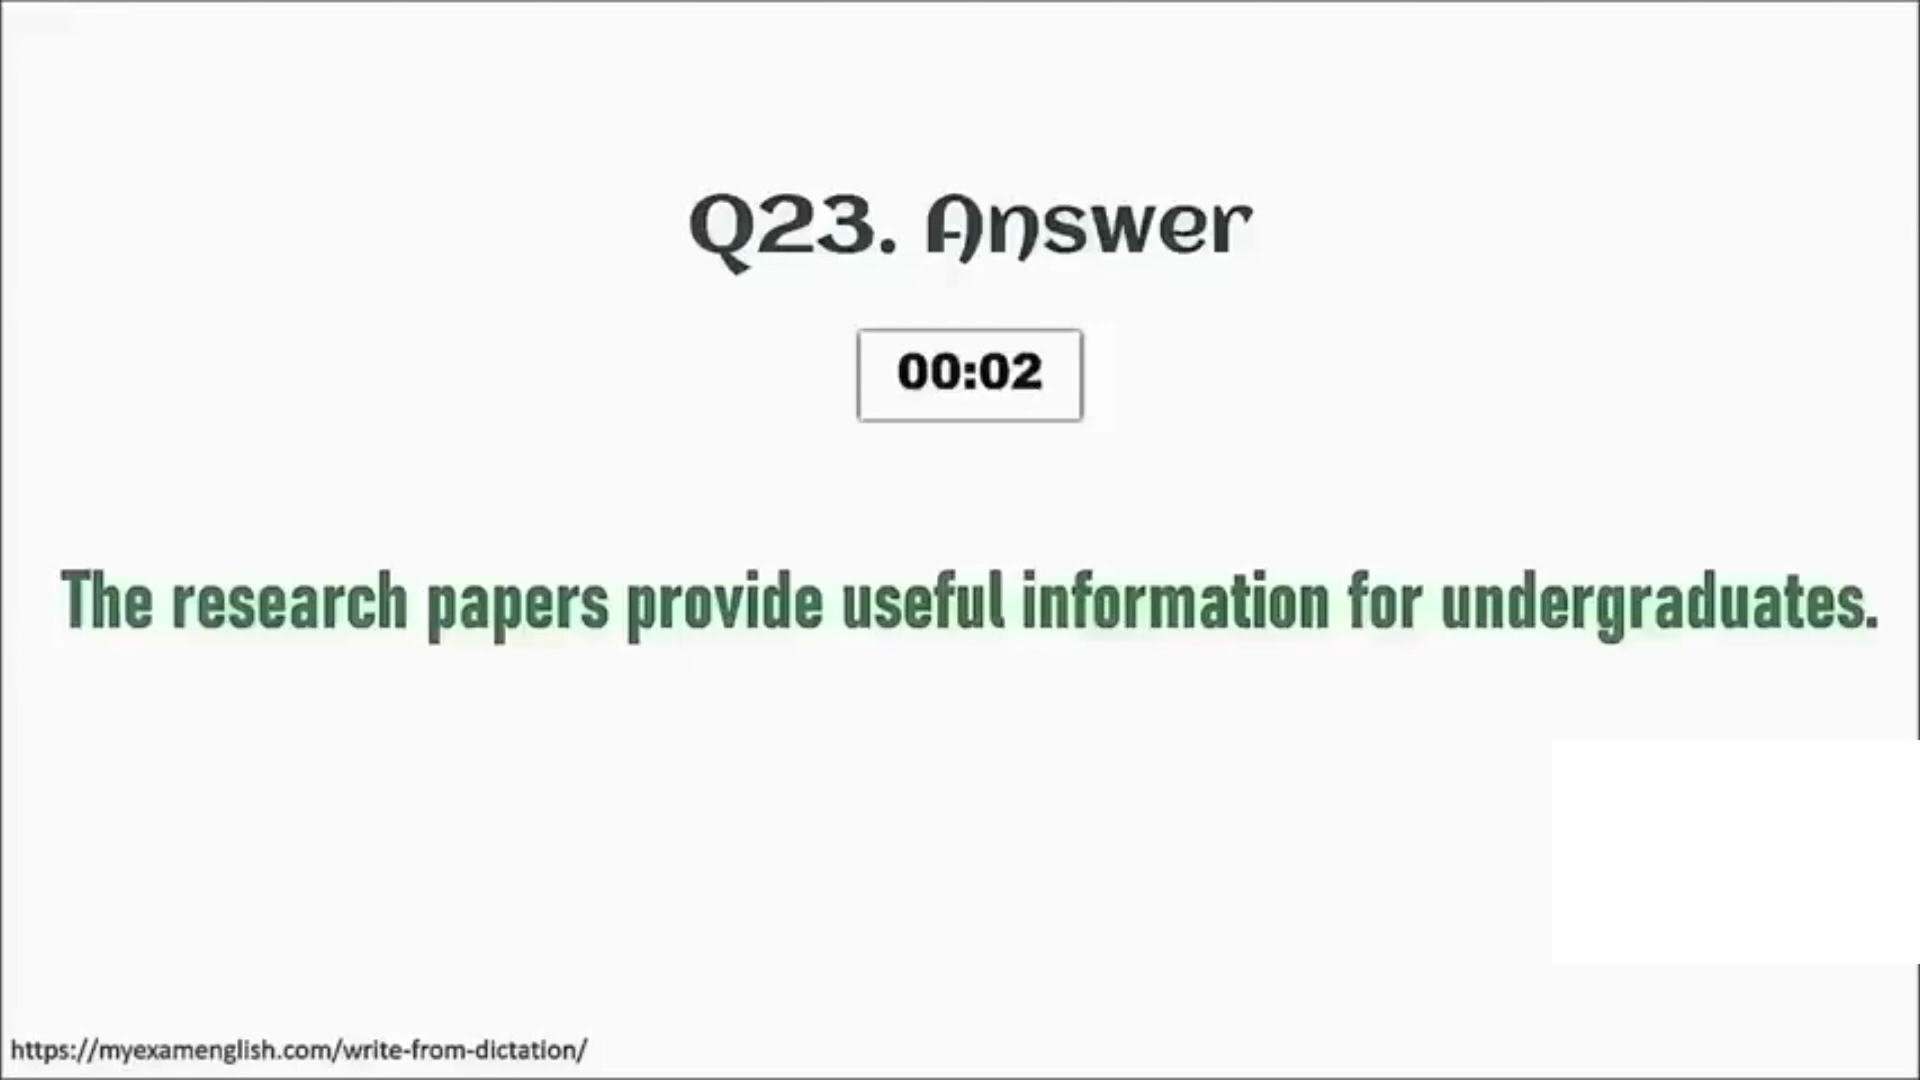 Q23. Answer
00:02
The research papers provide useful information for undergraduates.
https://myexamenglish.com/write-from-dictation/